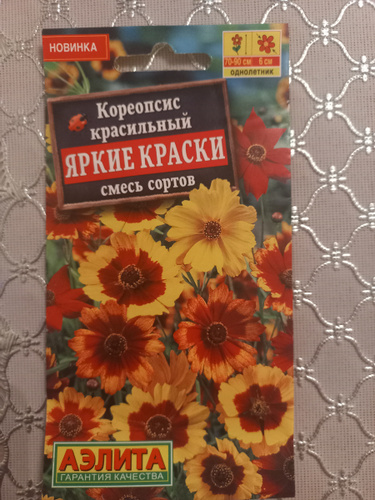 НОВИНКА
70-90 см 6 см
однолетник
Кореопсис
красильный
ЯРКИЕ КРАСКИ
смесь сортов
АЭЛИТА
ГАРАНТИЯ КАЧЕСТВА